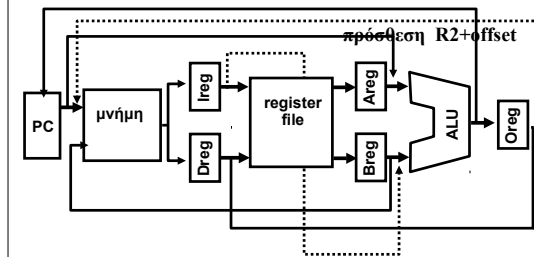 πρόσθεση R2+offset
PC
μνήμη
Ireg
Dreg
register
file
Areg
Breg
ALU
Oreg